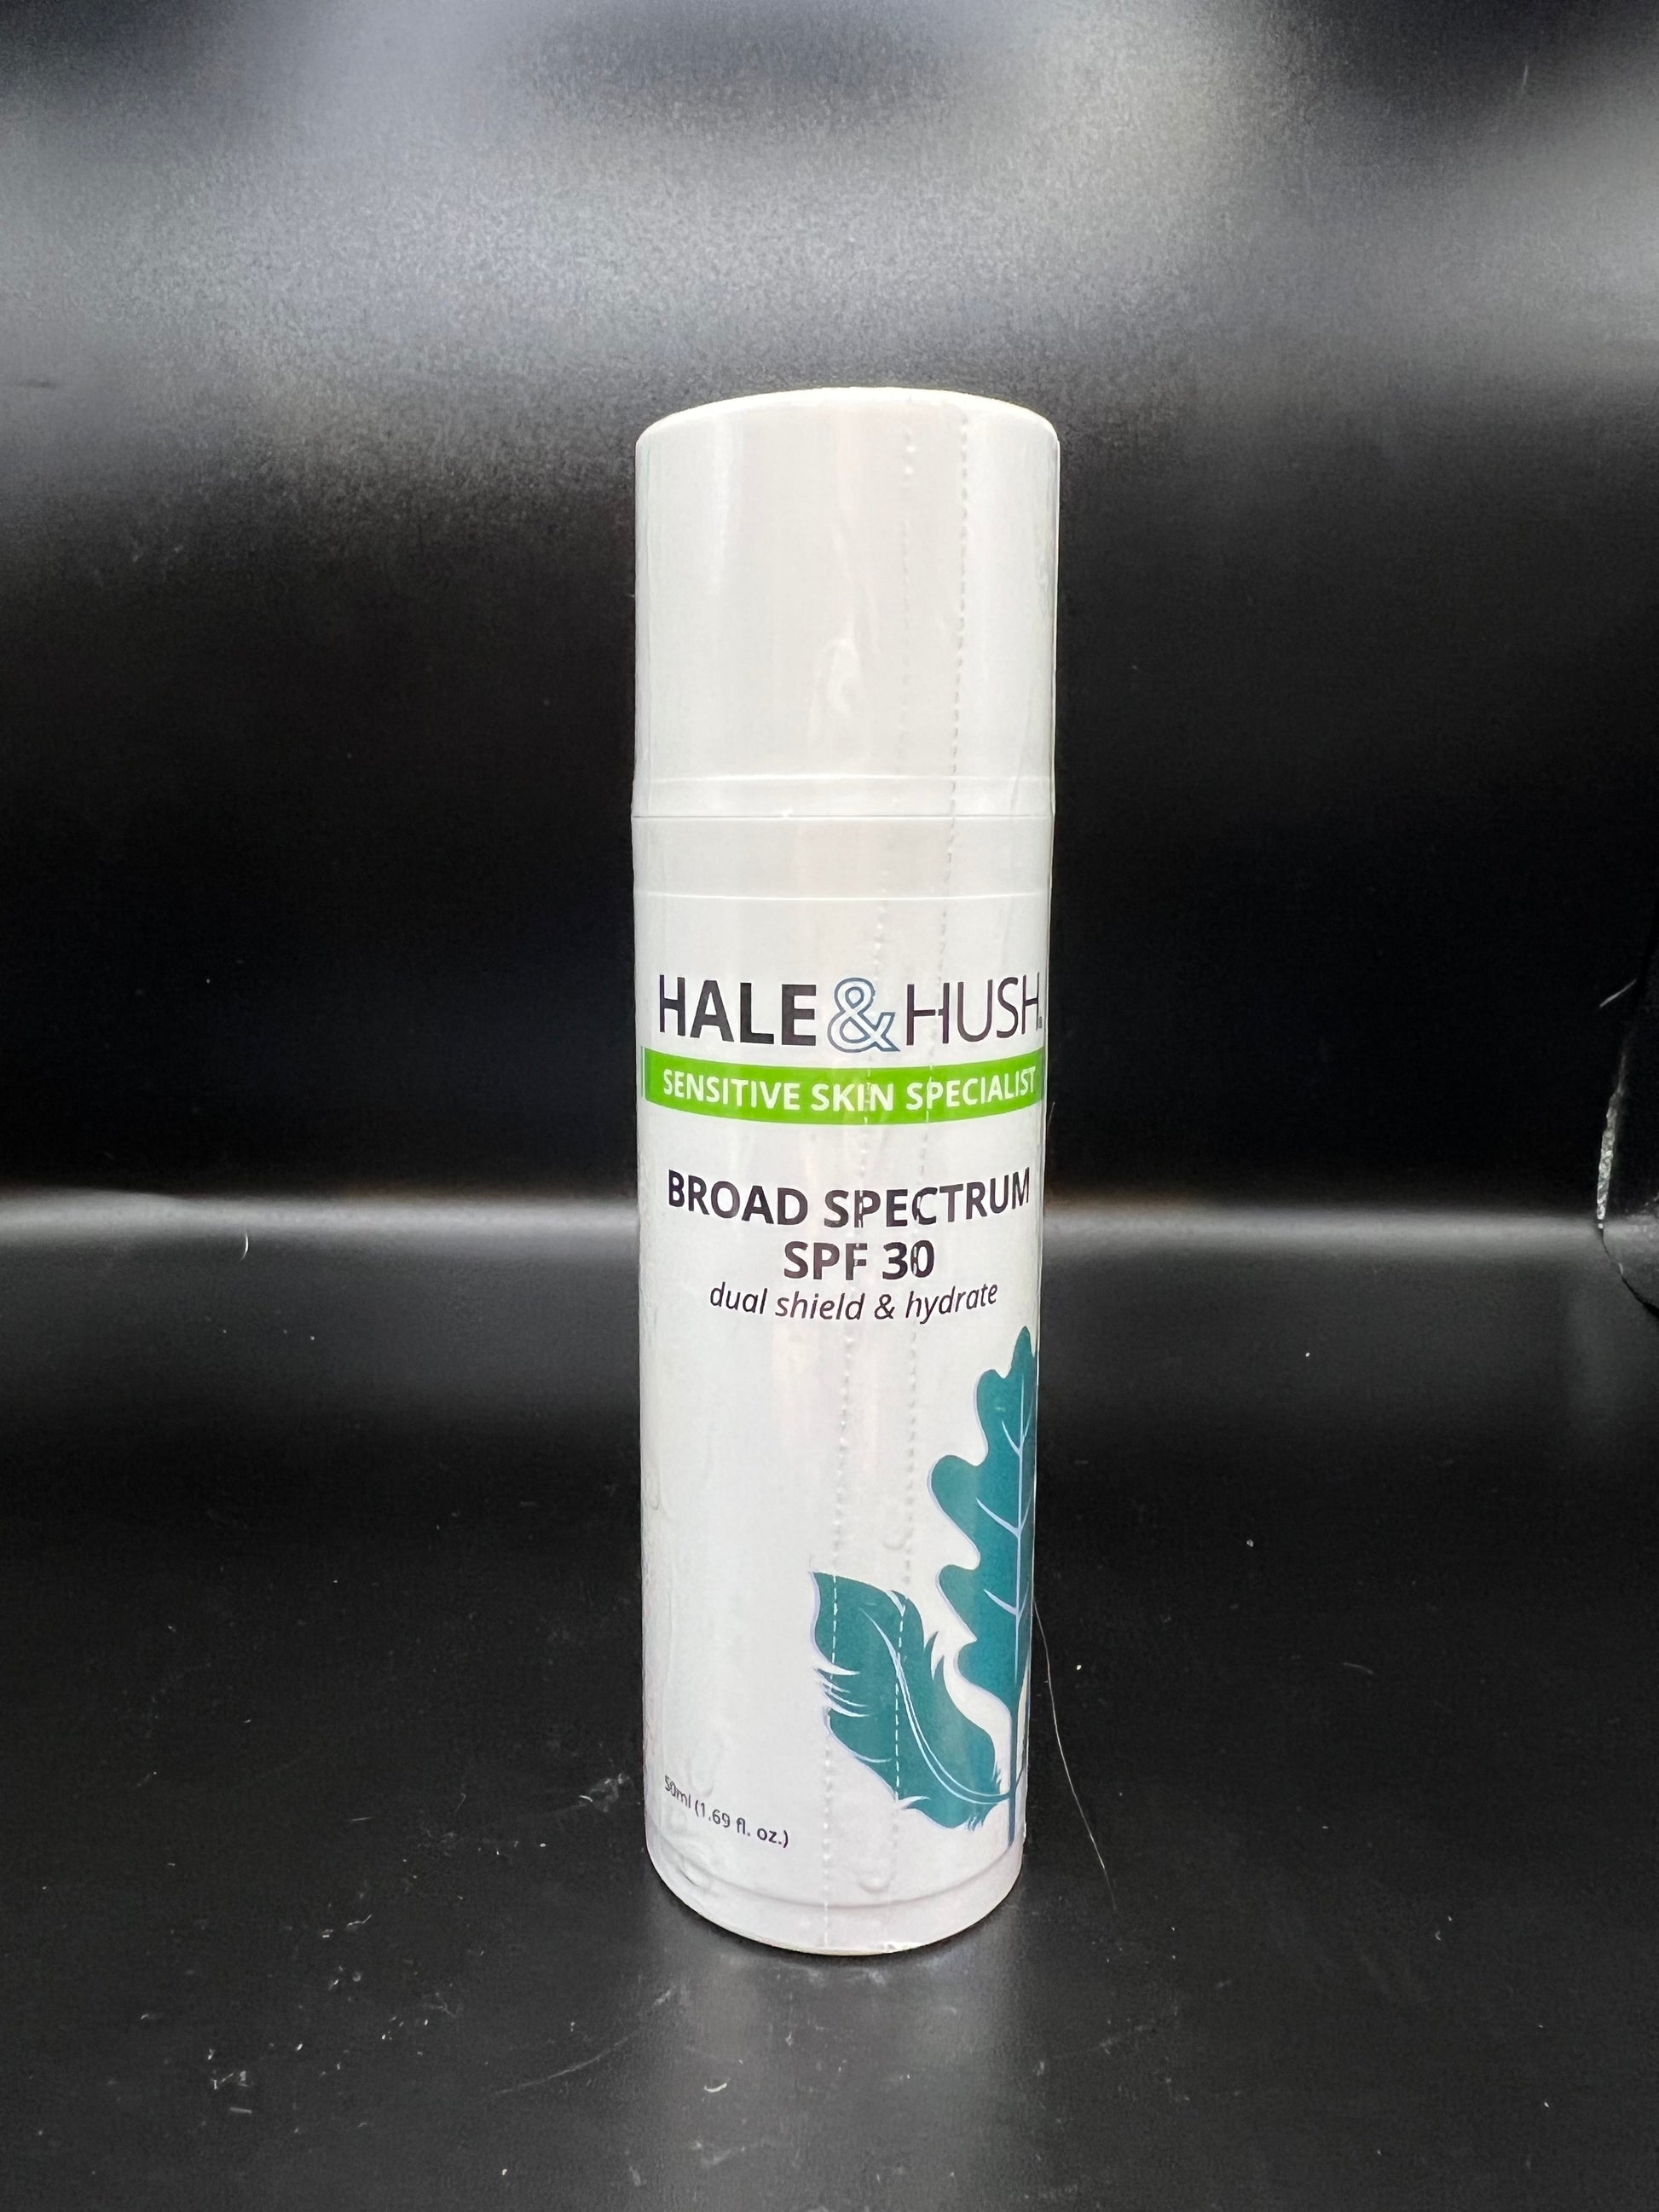 HALE & HUSH®
SENSITIVE SKIN SPECIALIST
BROAD SPECTRUM
SPF 30
dual shield & hydrate
50ml (1.69 fl. oz.)